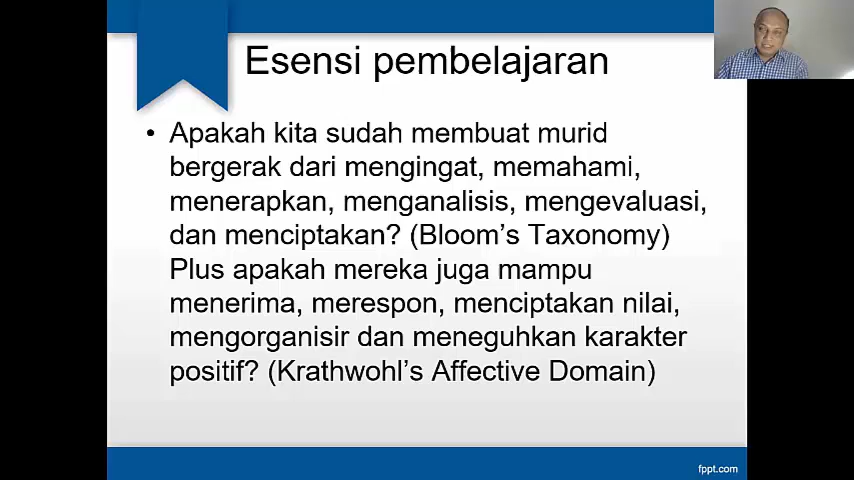 Esensi pembelajaran
• Apakah kita sudah membuat murid
bergerak dari mengingat, memahami,
menerapkan, menganalisis, mengevaluasi,
dan menciptakan? (Bloom's Taxonomy)
Plus apakah mereka juga mampu
menerima, merespon, menciptakan nilai,
mengorganisir dan meneguhkan karakter
positif? (Krathwohl's Affective Domain)
fppt.com